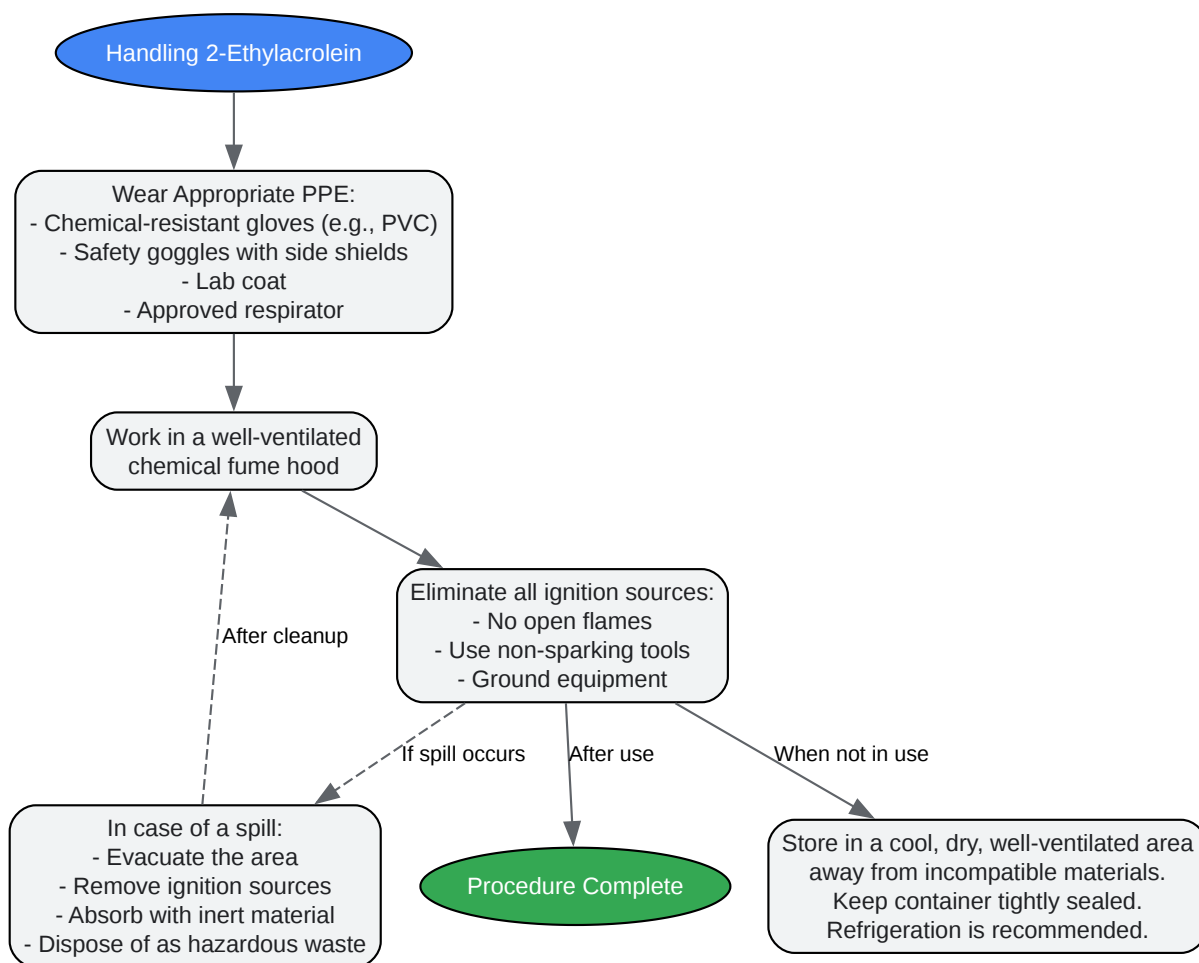 Handling 2-Ethylacrolein
Wear Appropriate PPE:
- Chemical-resistant gloves (e.g., PVC)
- Safety goggles with side shields
- Lab coat
- Approved respirator
Work in a well-ventilated
chemical fume hood
Eliminate all ignition sources:
- No open flames
- Use non-sparking tools
- Ground equipment
After cleanup
If spill occurs
After use
When not in use
In case of a spill:
- Evacuate the area
- Remove ignition sources
- Absorb with inert material
- Dispose of as hazardous waste
Procedure Complete
Store in a cool, dry, well-ventilated area
away from incompatible materials.
Keep container tightly sealed.
Refrigeration is recommended.